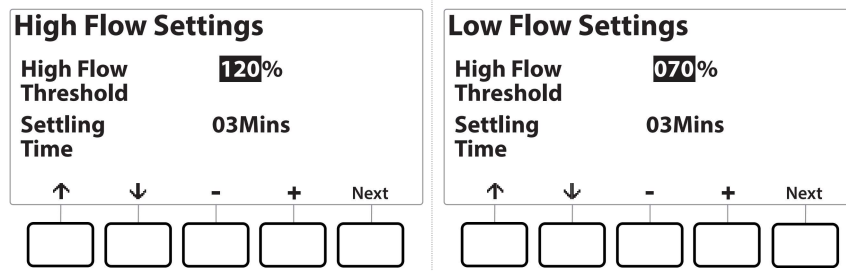 High Flow Settings
High Flow 120%
Threshold
Settling 03Mins
Time
↑ ↓ - + Next
Low Flow Settings
High Flow 070%
Threshold
Settling 03Mins
Time
↑ ↓ - + Next